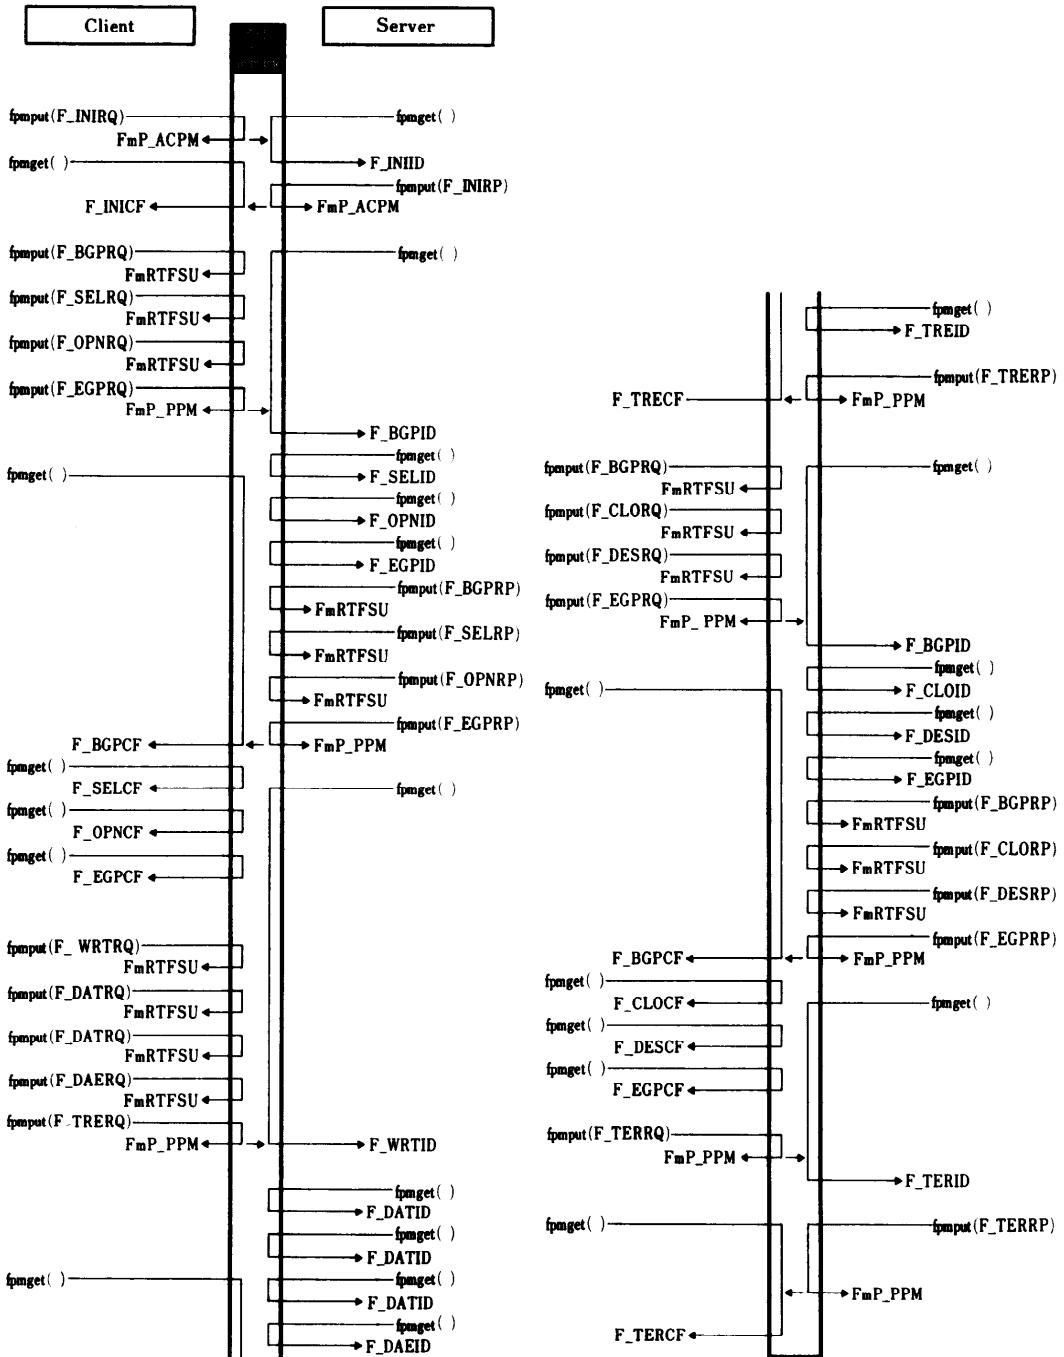 Client
Server
fpmput(F_INIRQ)
fpmget( )
FmP_ACPM
fpmget( )
F_INIID
fpmput(F_INIRP)
F_INICF
FmP_ACPM
fpmput(F_BGPRQ)
fpmget( )
FmRTFSU
fpmput(F_SELRQ)
FmRTFSU
fpmput(F_OPNRQ)
FmRTFSU
fpmput(F_EGPRQ)
FmP_PPM
F_BGPID
fpmget( )
fpmget( )
F_SELID
fpmget( )
F_OPNID
fpmget( )
F_EGPID
fpmput(F_BGPRP)
FmRTFSU
fpmput(F_SELRP)
FmRTFSU
fpmput(F_OPNRP)
FmRTFSU
fpmput(F_EGPRP)
F_BGPCF
FmP_PPM
fpmget( )
F_SELCF
fpmget( )
fpmget( )
F_OPNCF
fpmget( )
F_EGPCF
fpmput(F_ WRTRQ)
FmRTFSU
fpmput(F_DATRQ)
FmRTFSU
fpmput(F_DATRQ)
FmRTFSU
fpmput(F_DAERQ)
FmRTFSU
fpmput(F_TRERQ)
FmP_PPM
F_WRTID
fpmget( )
F_DATID
fpmget( )
F_DATID
fpmget( )
fpmget( )
F_DATID
fpmget( )
F_DAEID
fpmget( )
F_TREID
fpmput(F_TRERP)
F_TRECF
FmP_PPM
fpmput(F_BGPRQ)
fpmget( )
FmRTFSU
fpmput(F_CLORQ)
FmRTFSU
fpmput(F_DESRQ)
FmRTFSU
fpmput(F_EGPRQ)
FmP_ PPM
F_BGPID
fpmget( )
fpmget( )
F_CLOID
fpmget( )
F_DESID
fpmget( )
F_EGPID
fpmput(F_BGPRP)
FmRTFSU
fpmput(F_CLORP)
FmRTFSU
fpmput(F_DESRP)
FmRTFSU
fpmput(F_EGPRP)
F_BGPCF
FmP_PPM
fpmget( )
F_CLOCF
fpmget( )
fpmget( )
F_DESCF
fpmget( )
F_EGPCF
fpmput(F_TERRQ)
FmP_PPM
F_TERID
fpmget( )
fpmput(F_TERRP)
FmP_PPM
F_TERCF